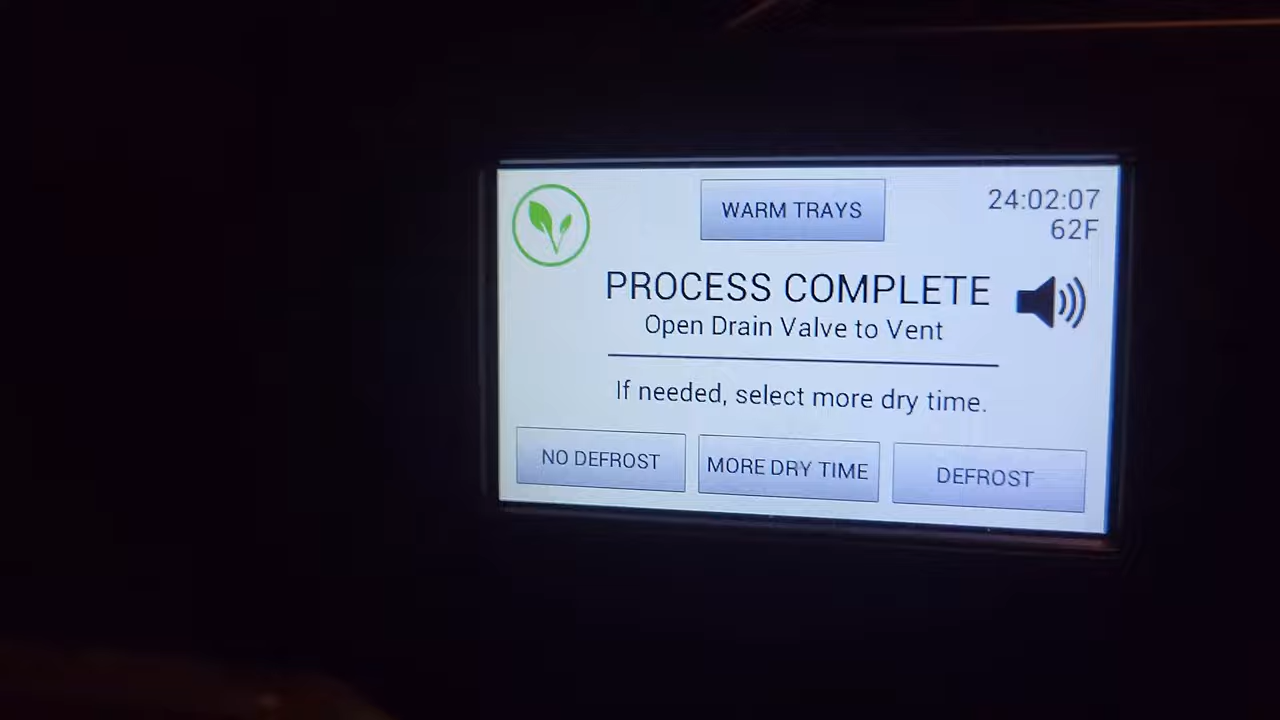 WARM TRAYS
24:02:07
62F
PROCESS COMPLETE
Open Drain Valve to Vent
If needed, select more dry time.
NO DEFROST
MORE DRY TIME
DEFROST